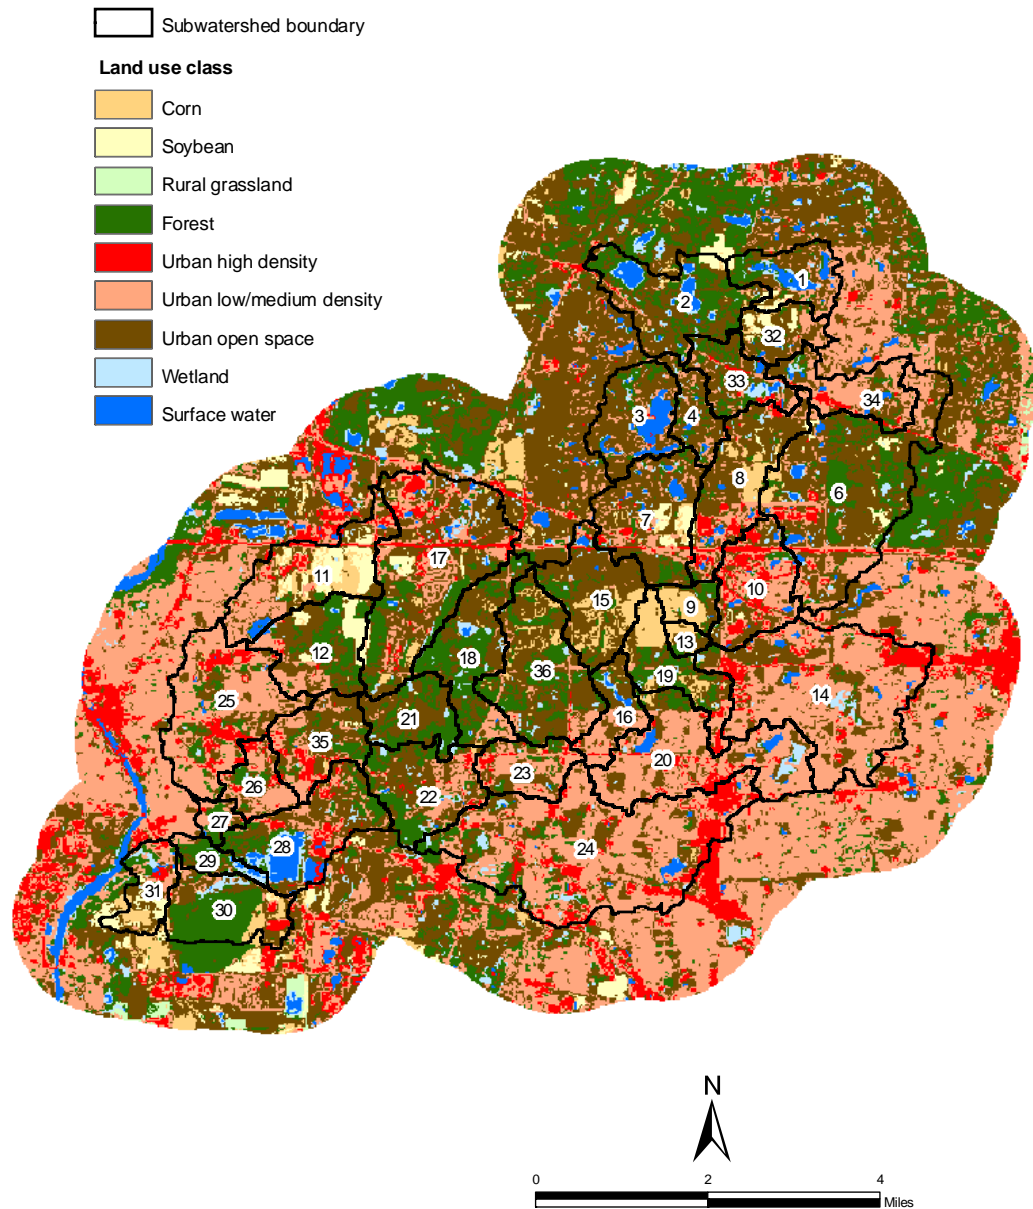 Subwatershed boundary
Land use class
Corn
Soybean
Rural grassland
Forest
Urban high density
Urban low/medium density
Urban open space
Wetland
Surface water
1
2
32
33
34
3
4
8
6
7
17
11
10
15
9
13
12
18
36
19
14
25
21
16
35
20
23
26
22
27
28
24
29
31
30
N
0 2 4
Miles